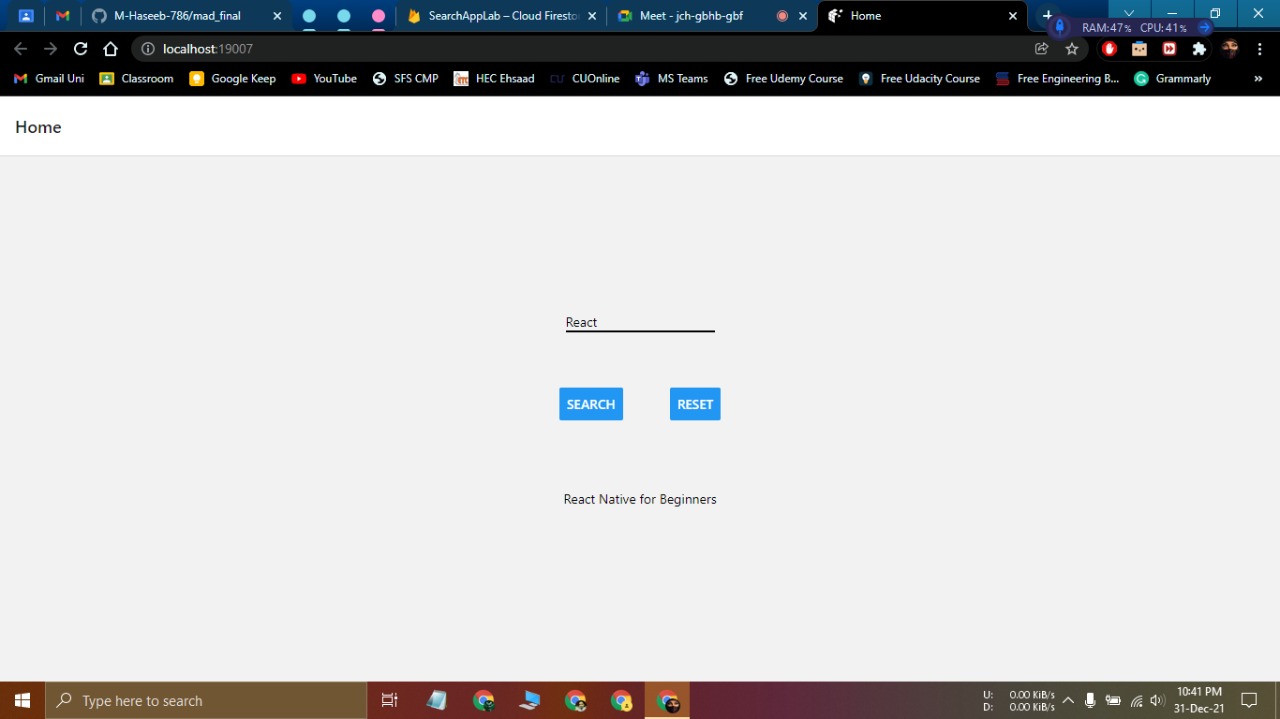 M-Haseeb-786/mad_final
SearchAppLab – Cloud Firesto
Meet - jch-gbhb-gbf
Home
RAM:47% CPU:41%
localhost:19007
Gmail Uni
Classroom
Google Keep
YouTube
SFS CMP
HEC Ehsaad
CUOnline
MS Teams
Free Udemy Course
Free Udacity Course
Free Engineering B...
Grammarly
Home
React
SEARCH
RESET
React Native for Beginners
Type here to search
U: 0.00 KiB/s
D: 0.00 KiB/s
10:41 PM
31-Dec-21